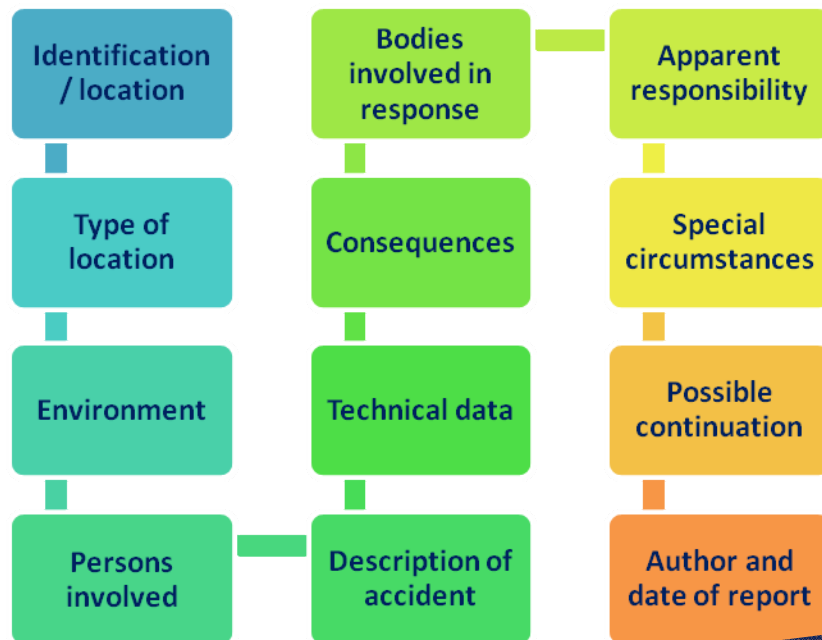 Identification
/ location
Type of
location
Environment
Persons
involved
Description of
accident
Technical data
Consequences
Bodies
involved in
response
Apparent
responsibility
Special
circumstances
Possible
continuation
Author and
date of report